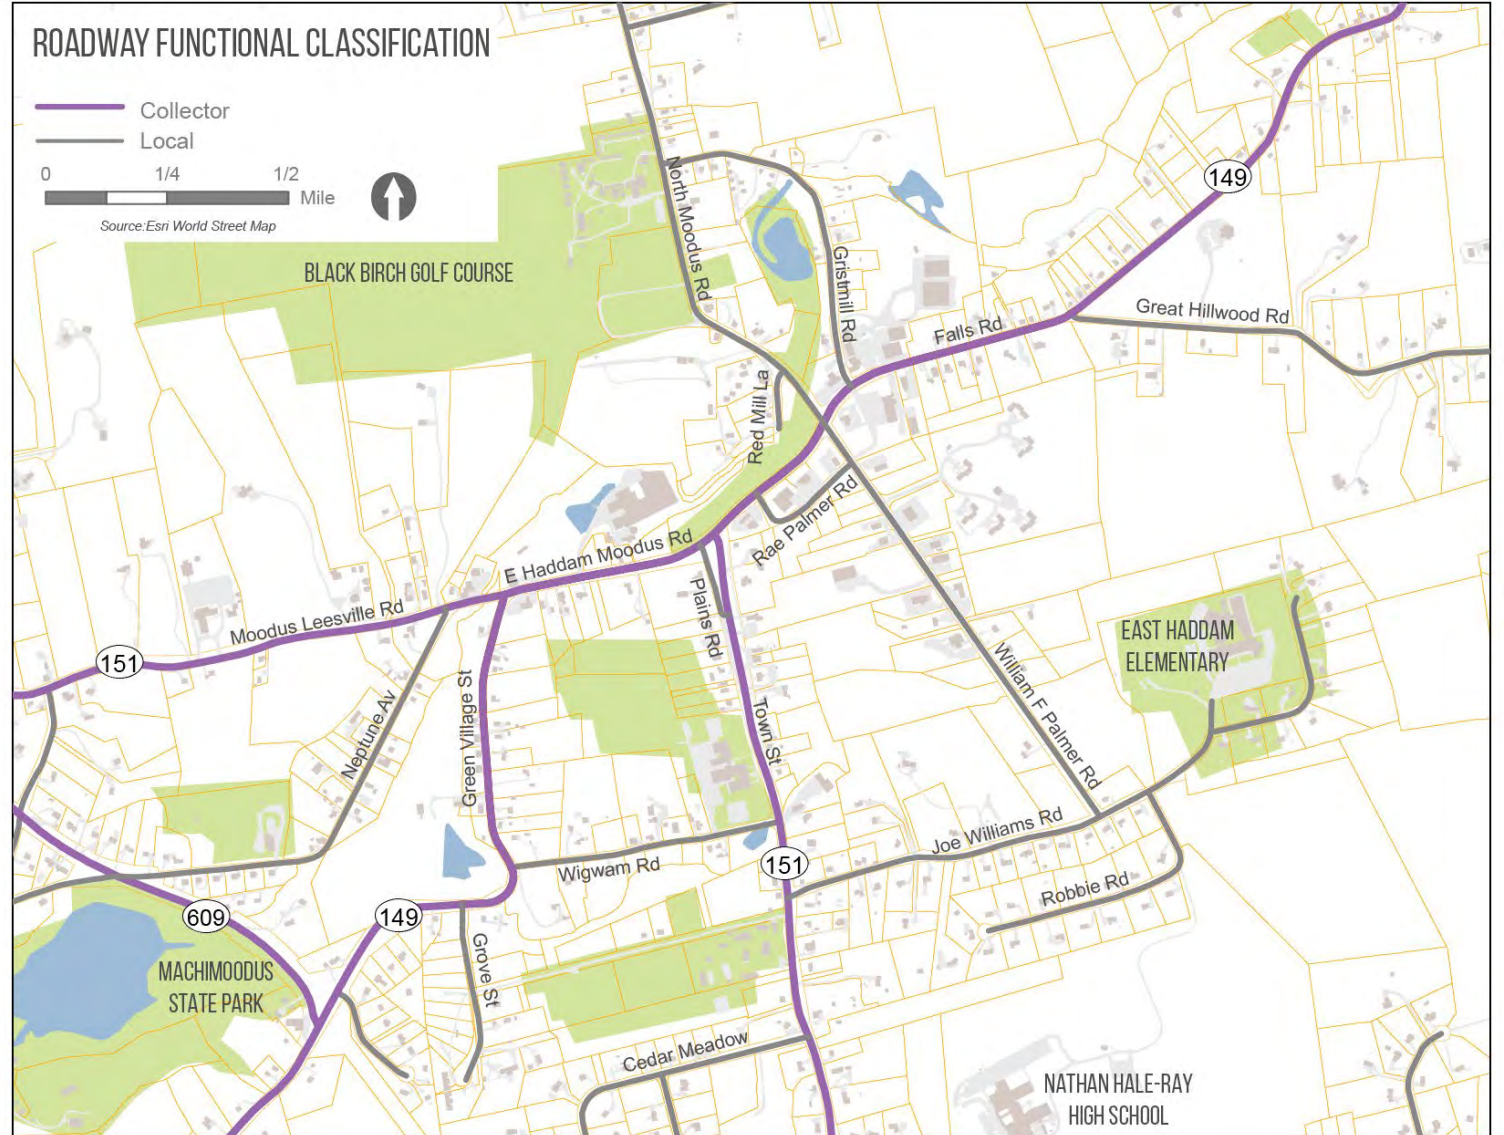 ROADWAY FUNCTIONAL CLASSIFICATION
Collector
Local
0 1/4 1/2
Mile
Source:Esri World Street Map
149
North Moodus Rd
BLACK BIRCH GOLF COURSE
Gristmill Rd
Great Hillwood Rd
Falls Rd
Red Mill La
Rae Palmer Rd
E Haddam Moodus Rd
Plains Rd
Moodus Leesville Rd
151
EAST HADDAM
ELEMENTARY
William F Palmer Rd
Neptune Av
Green Village St
Town St
Joe Williams Rd
Wigwam Rd
151
Robbie Rd
609
149
Grove St
MACHIMOODUS
STATE PARK
Cedar Meadow
NATHAN HALE-RAY
HIGH SCHOOL